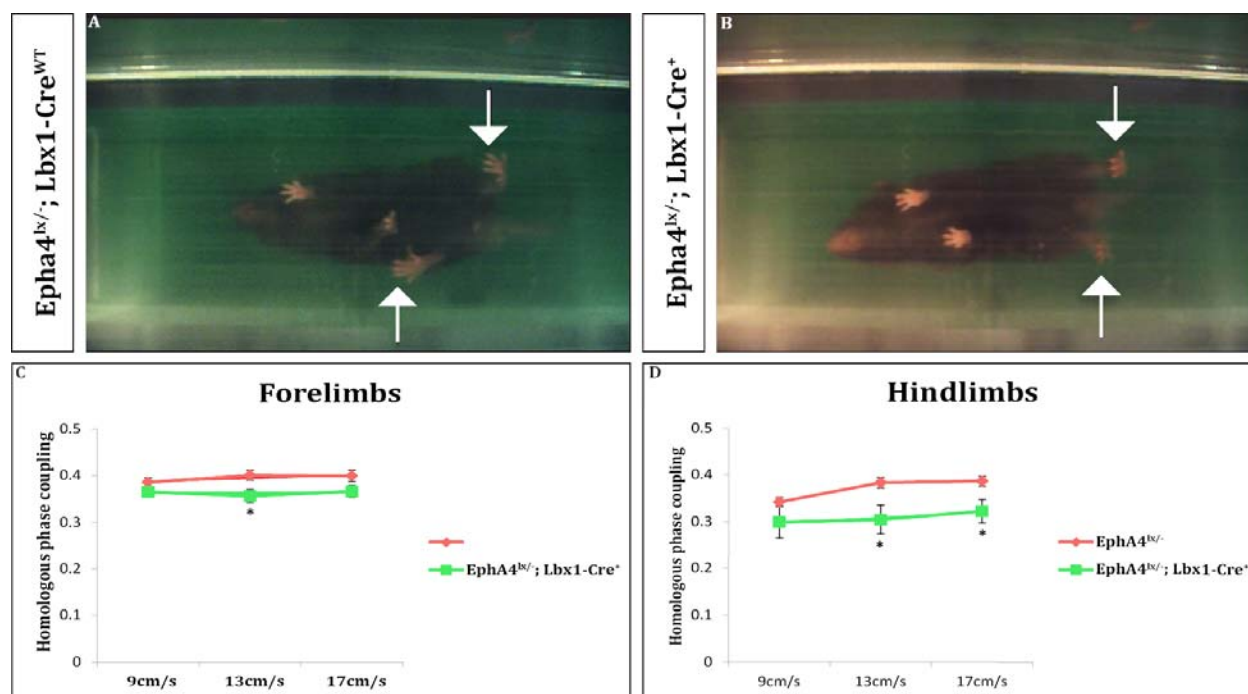 Epha4ˡˣ/⁻; Lbx1-Creᵂᵀ
A
Epha4ˡˣ/⁻; Lbx1-Cre⁺
B
C
Forelimbs
Homologous phase coupling
0.5
0.4
0.3
0.2
0.1
0
*
9cm/s 13cm/s 17cm/s
EphA4ˡˣ/⁻; Lbx1-Cre⁺
D
Hindlimbs
Homologous phase coupling
0.5
0.4
0.3
0.2
0.1
0
* *
9cm/s 13cm/s 17cm/s
EphA4ˡˣ/⁻
EphA4ˡˣ/⁻; Lbx1-Cre⁺